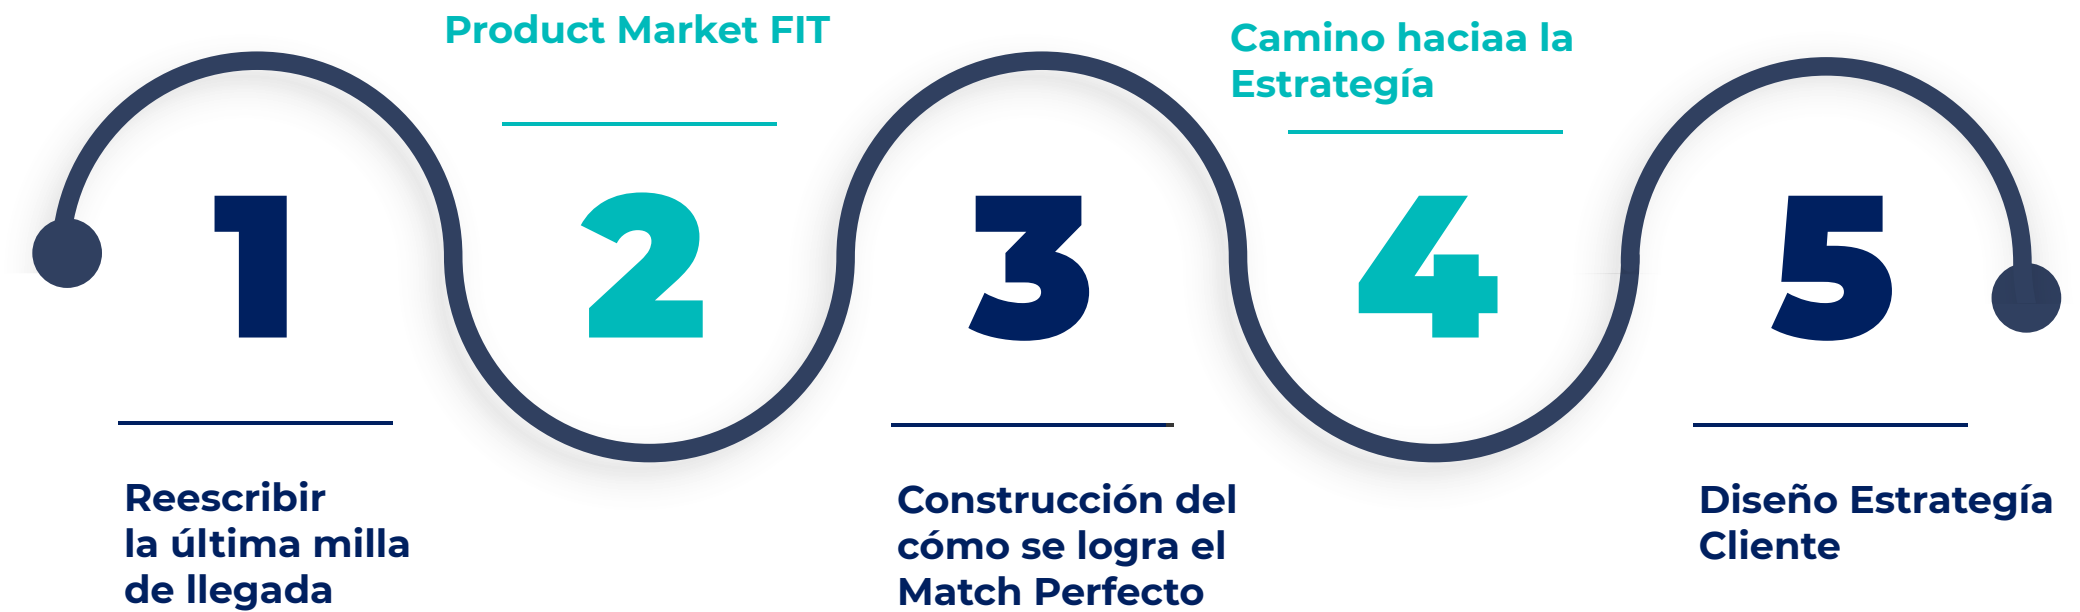 Product Market FIT
Camino haciaa la
Estrategía
1
2
3
4
5
Reescribir
la última milla
de llegada
Construcción del
cómo se logra el
Match Perfecto
Diseño Estrategía
Cliente